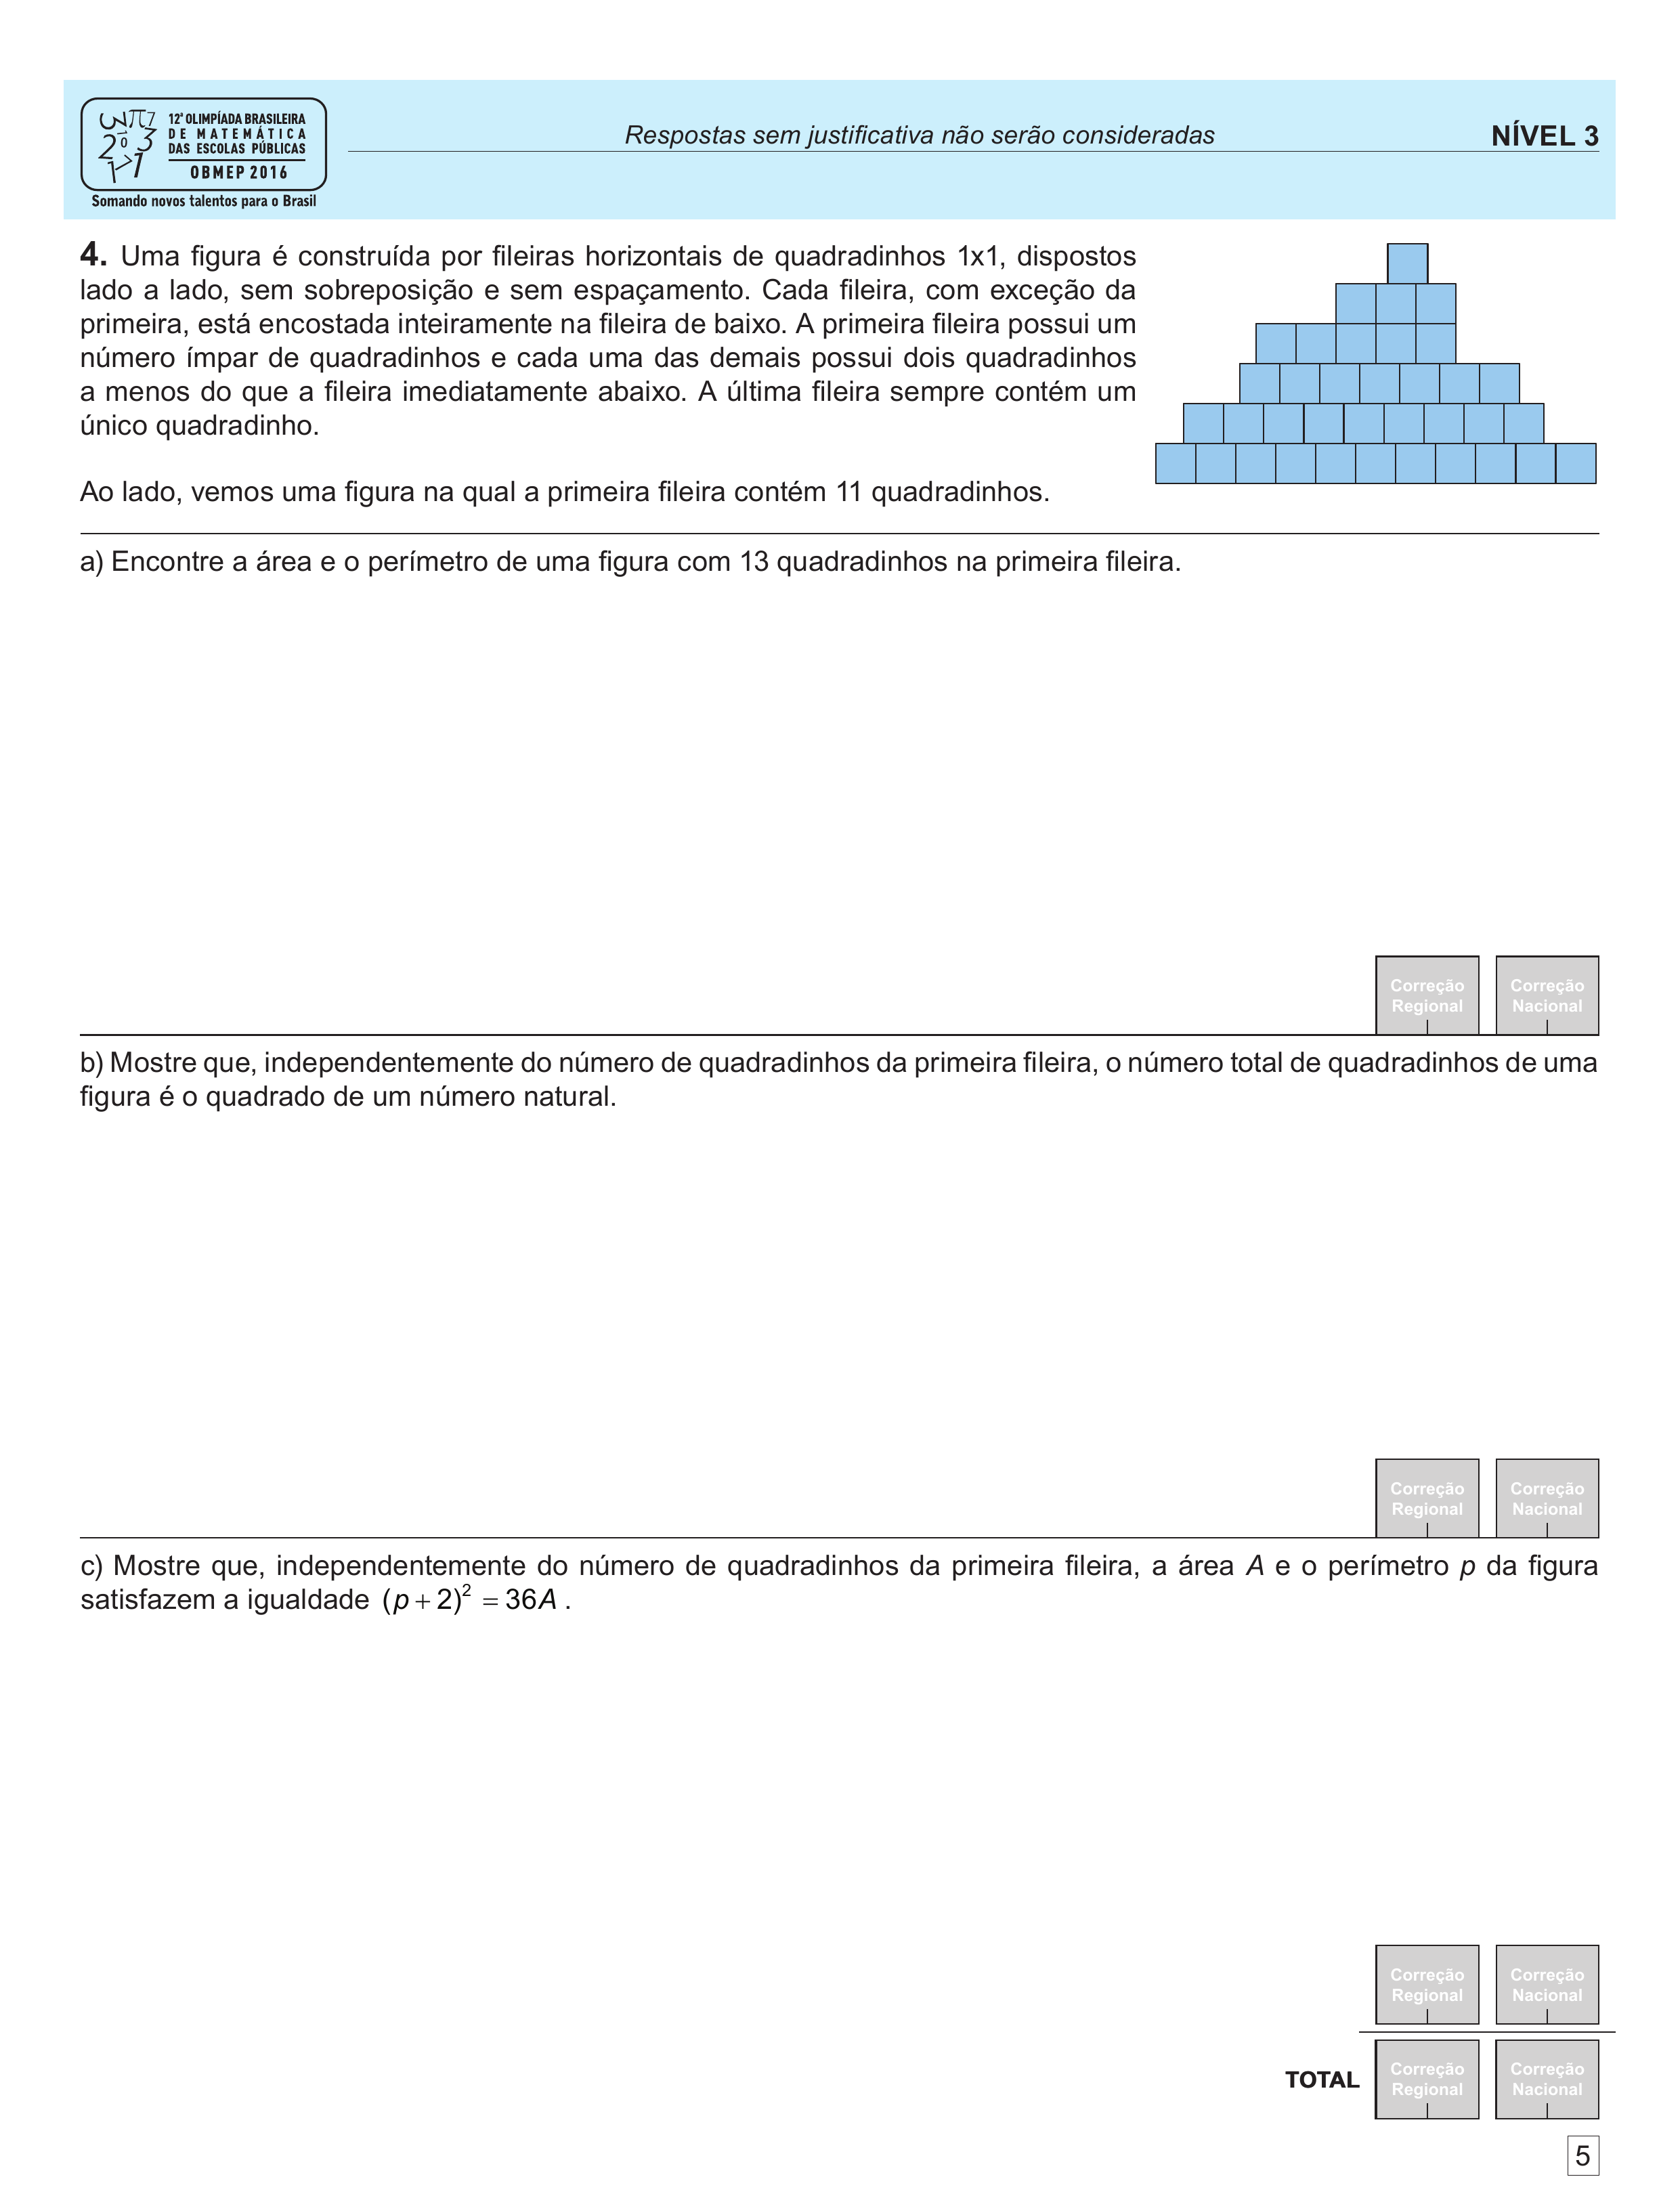 12ª OLIMPÍADA BRASILEIRA
DE MATEMÁTICA
DAS ESCOLAS PÚBLICAS
OBMEP 2016
Somando novos talentos para o Brasil
Respostas sem justificativa não serão consideradas
NÍVEL 3
4. Uma figura é construída por fileiras horizontais de quadradinhos 1x1, dispostos
lado a lado, sem sobreposição e sem espaçamento. Cada fileira, com exceção da
primeira, está encostada inteiramente na fileira de baixo. A primeira fileira possui um
número ímpar de quadradinhos e cada uma das demais possui dois quadradinhos
a menos do que a fileira imediatamente abaixo. A última fileira sempre contém um
único quadradinho.
Ao lado, vemos uma figura na qual a primeira fileira contém 11 quadradinhos.
a) Encontre a área e o perímetro de uma figura com 13 quadradinhos na primeira fileira.
Correção Regional
Correção Nacional
b) Mostre que, independentemente do número de quadradinhos da primeira fileira, o número total de quadradinhos de uma
figura é o quadrado de um número natural.
Correção Regional
Correção Nacional
c) Mostre que, independentemente do número de quadradinhos da primeira fileira, a área A e o perímetro p da figura
satisfazem a igualdade (p + 2)² = 36A .
Correção Regional
Correção Nacional
TOTAL
Correção Regional
Correção Nacional
5